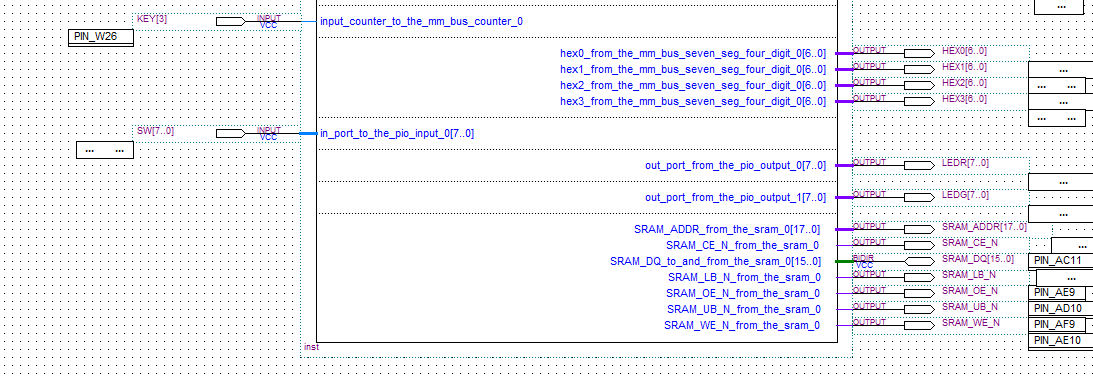 ...
KEY[3] INPUT VCC input_counter_to_the_mm_bus_counter_0
PIN_W26
hex0_from_the_mm_bus_seven_seg_four_digit_0[6..0] OUTPUT HEX0[6..0]
hex1_from_the_mm_bus_seven_seg_four_digit_0[6..0] OUTPUT HEX1[6..0] ...
hex2_from_the_mm_bus_seven_seg_four_digit_0[6..0] OUTPUT HEX2[6..0] ... ...
hex3_from_the_mm_bus_seven_seg_four_digit_0[6..0] OUTPUT HEX3[6..0] ...
... ...
SW[7..0] INPUT VCC in_port_to_the_pio_input_0[7..0]
... ...
out_port_from_the_pio_output_0[7..0] OUTPUT LEDR[7..0]
...
out_port_from_the_pio_output_1[7..0] OUTPUT LEDG[7..0]
...
SRAM_ADDR_from_the_sram_0[17..0] OUTPUT SRAM_ADDR[17..0]
SRAM_CE_N_from_the_sram_0 OUTPUT SRAM_CE_N ...
SRAM_DQ_to_and_from_the_sram_0[15..0] BIDIR VCC SRAM_DQ[15..0] PIN_AC11
SRAM_LB_N_from_the_sram_0 OUTPUT SRAM_LB_N ...
SRAM_OE_N_from_the_sram_0 OUTPUT SRAM_OE_N PIN_AE9
SRAM_UB_N_from_the_sram_0 OUTPUT SRAM_UB_N PIN_AD10
SRAM_WE_N_from_the_sram_0 OUTPUT SRAM_WE_N PIN_AF9
PIN_AE10
inst